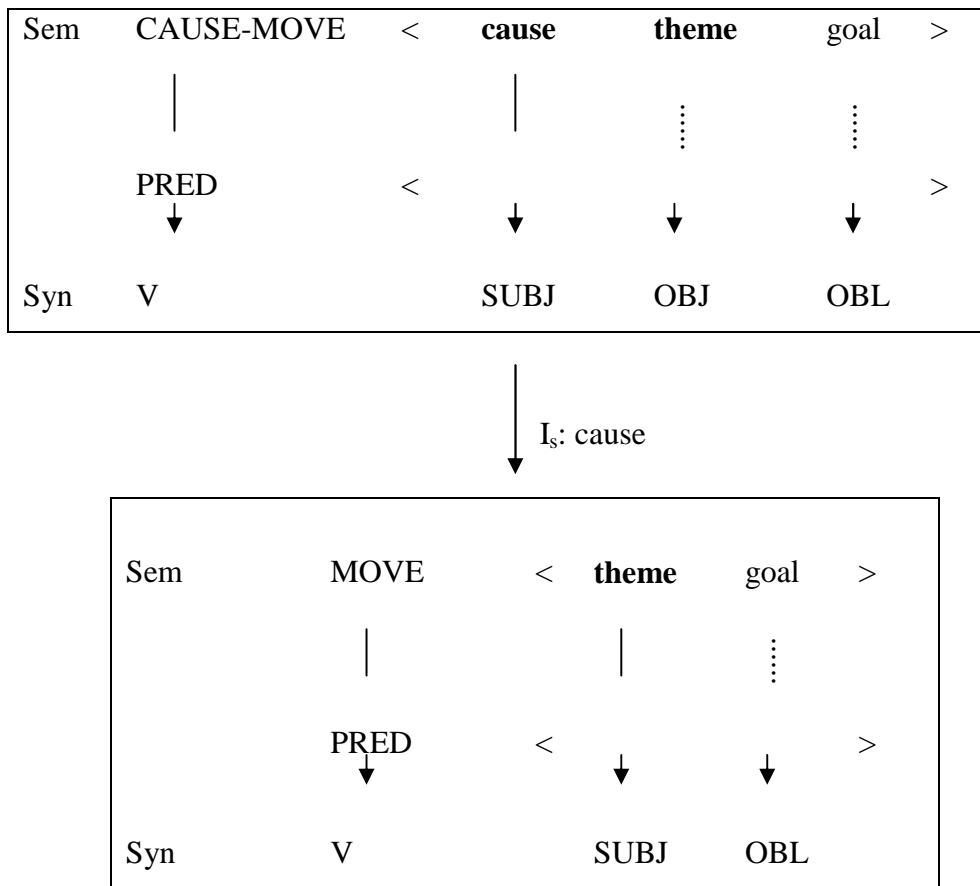 Sem CAUSE-MOVE < cause theme goal >
PRED < >
Syn V SUBJ OBJ OBL
Is: cause
Sem MOVE < theme goal >
PRED < >
Syn V SUBJ OBL